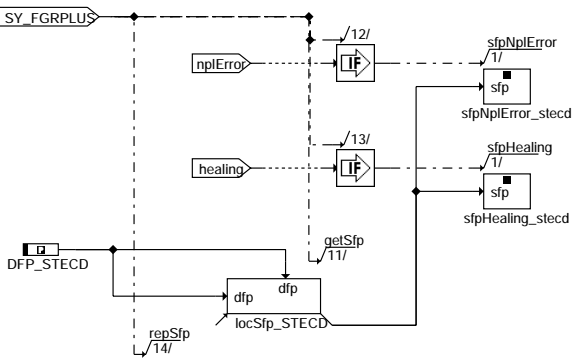 SY_FGRPLUS
12/
sfpNplError
1/
nplError
IF
sfp
sfpNplError_stecd
13/
sfpHealing
1/
healing
IF
sfp
sfpHealing_stecd
getSfp
11/
DFP_STECD
dfp
dfp
locSfp_STECD
repSfp
14/